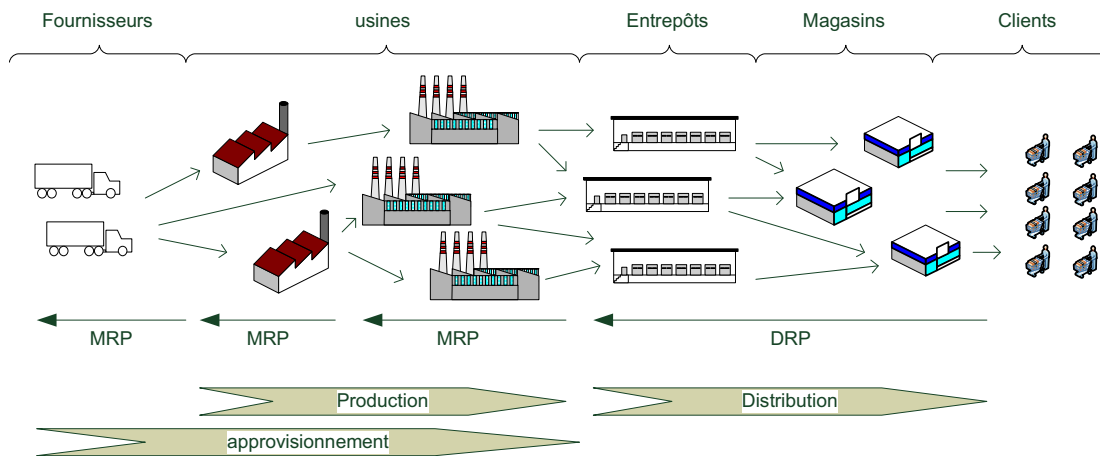 Fournisseurs
usines
Entrepôts
Magasins
Clients
MRP
MRP
MRP
DRP
Production
Distribution
approvisionnement